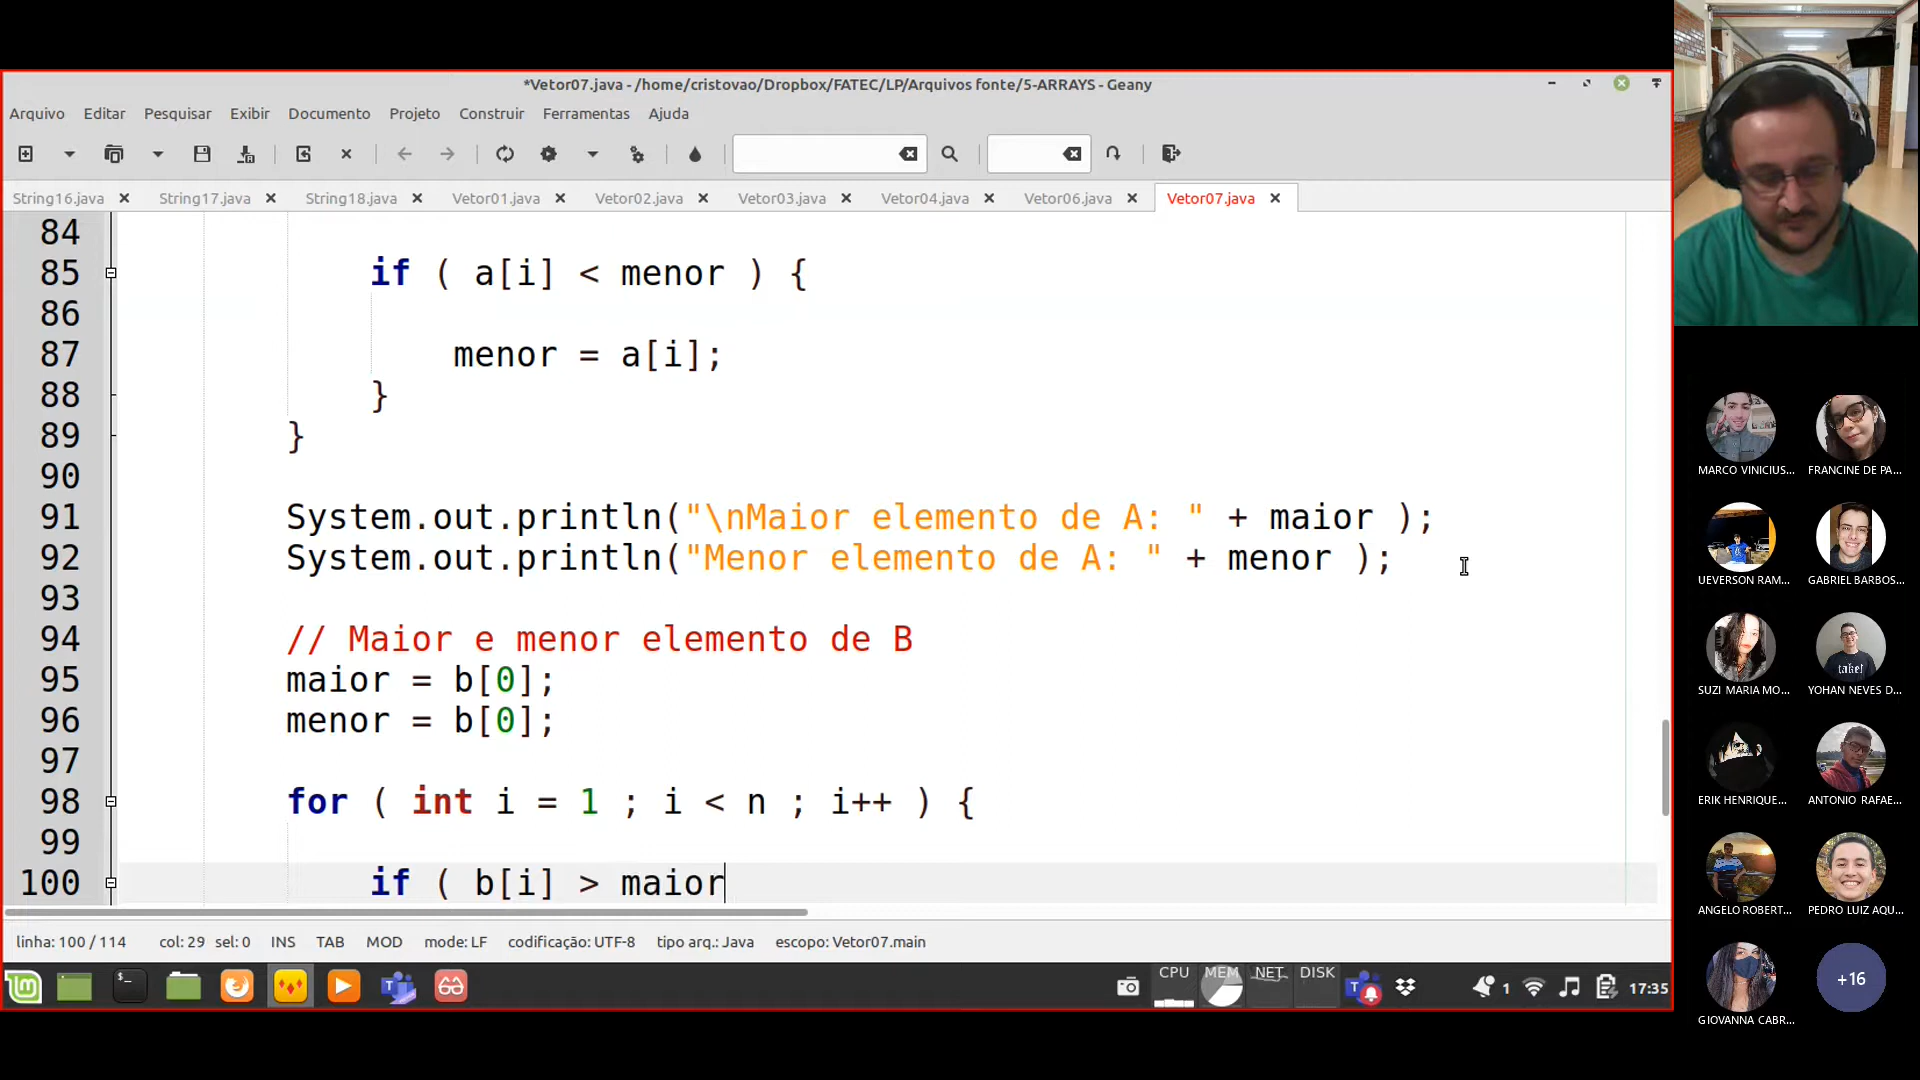 *Vetor07.java - /home/cristovao/Dropbox/FATEC/LP/Arquivos fonte/5-ARRAYS - Geany
Arquivo Editar Pesquisar Exibir Documento Projeto Construir Ferramentas Ajuda
String16.java String17.java String18.java Vetor01.java Vetor02.java Vetor03.java Vetor04.java Vetor06.java Vetor07.java
84
85 if ( a[i] < menor ) {
86
87 menor = a[i];
88 }
89 }
90
91 System.out.println("\nMaior elemento de A: " + maior );
92 System.out.println("Menor elemento de A: " + menor );
93
94 // Maior e menor elemento de B
95 maior = b[0];
96 menor = b[0];
97
98 for ( int i = 1 ; i < n ; i++ ) {
99
100 if ( b[i] > maior
linha: 100 / 114 col: 29 sel: 0 INS TAB MOD mode: LF codificação: UTF-8 tipo arq.: Java escopo: Vetor07.main
CPU MEM NET DISK 1 17:35
MARCO VINICIUS... FRANCINE DE PA...
UEVERSON RAM... GABRIEL BARBOS...
SUZI MARIA MO... YOHAN NEVES D...
ERIK HENRIQUE... ANTONIO RAFAE...
ANGELO ROBERT... PEDRO LUIZ AQU...
GIOVANNA CABR... +16